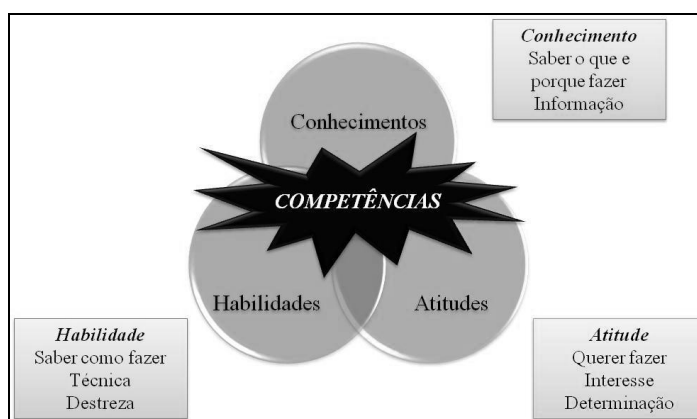 Conhecimento
Saber o que e
porque fazer
Informação
Conhecimentos
COMPETÊNCIAS
Habilidades
Atitudes
Habilidade
Saber como fazer
Técnica
Destreza
Atitude
Querer fazer
Interesse
Determinação